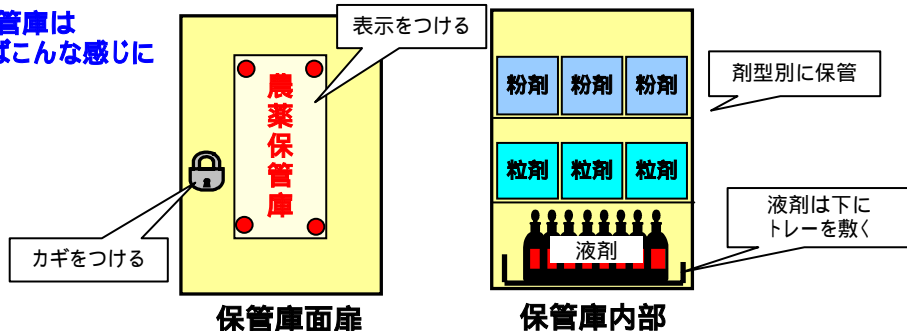 管庫は
ばこんな感じに
表示をつける
農薬保管庫
カギをつける
保管庫面扉
粉剤 粉剤 粉剤
粒剤 粒剤 粒剤
液剤
剤型別に保管
液剤は下に
トレーを敷く
保管庫内部